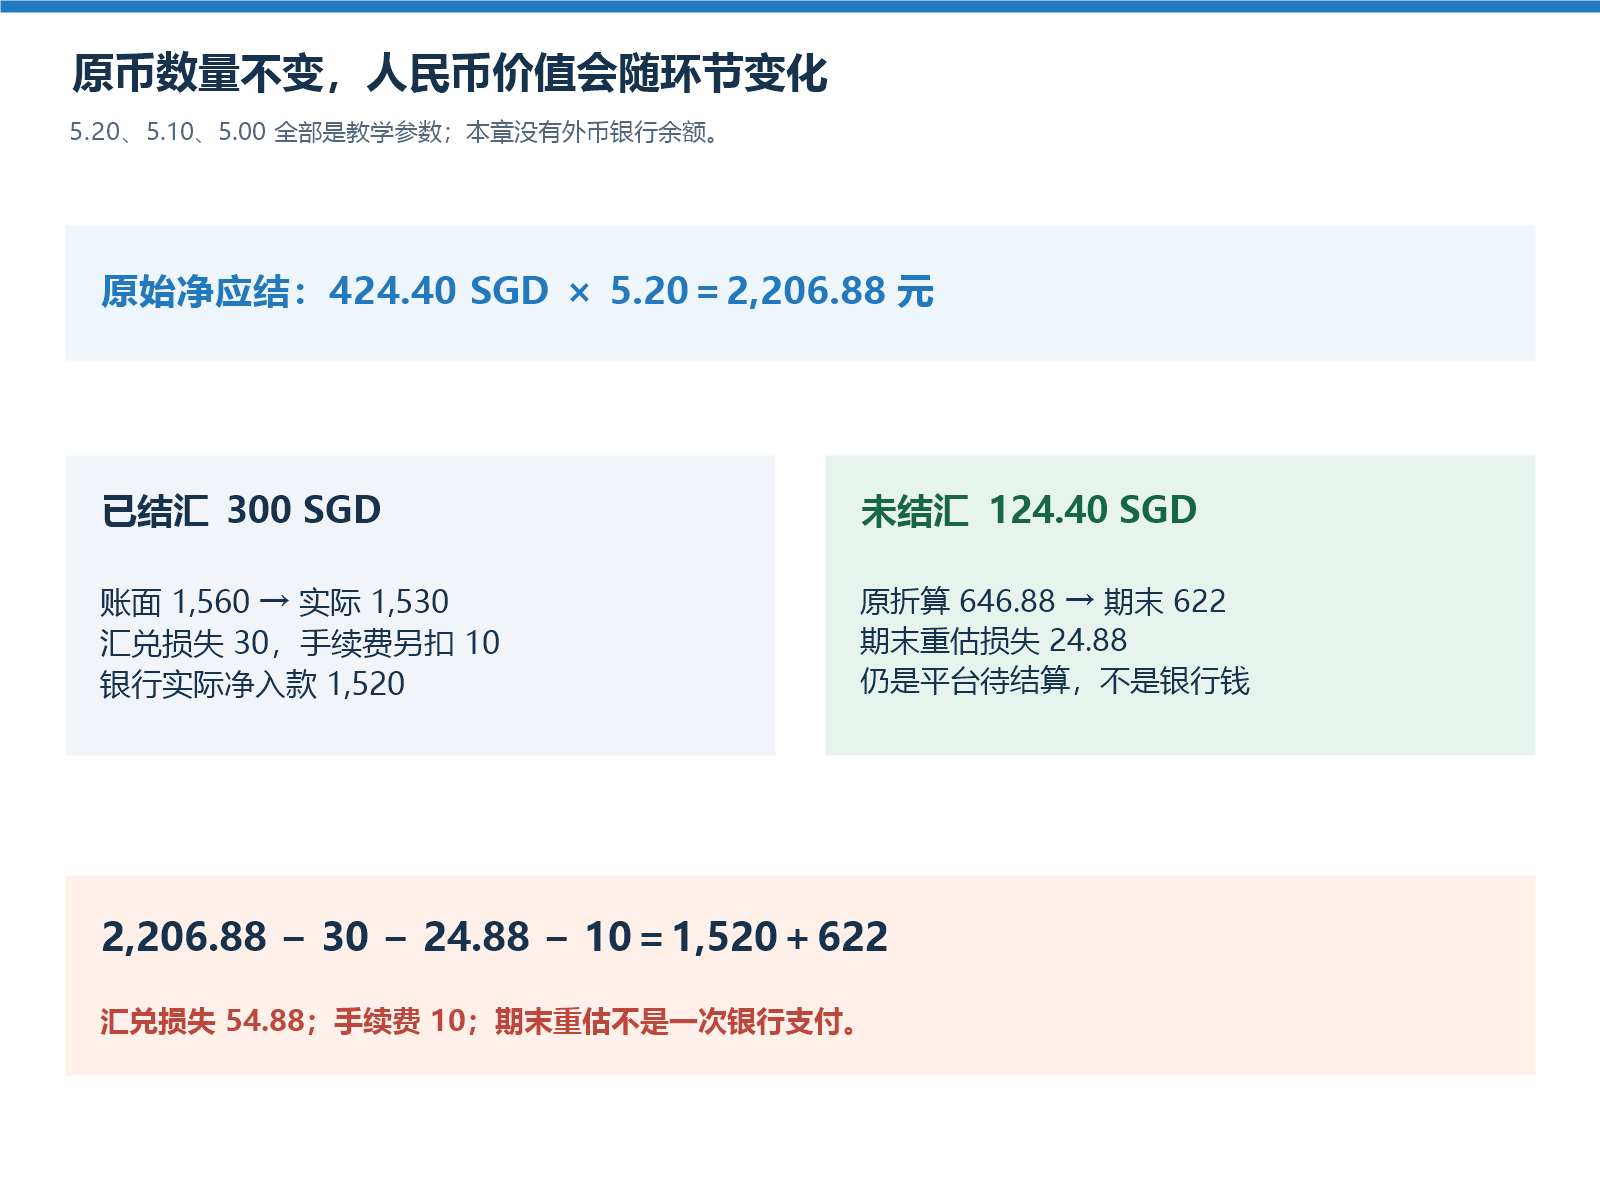 原币数量不变，人民币价值会随环节变化
5.20、5.10、5.00 全部是教学参数；本章没有外币银行余额。
原始净应结：424.40 SGD × 5.20 = 2,206.88 元
已结汇 300 SGD
账面 1,560 → 实际 1,530
汇兑损失 30，手续费另扣 10
银行实际净入款 1,520
未结汇 124.40 SGD
原折算 646.88 → 期末 622
期末重估损失 24.88
仍是平台待结算，不是银行钱
2,206.88 − 30 − 24.88 − 10 = 1,520 + 622
汇兑损失 54.88；手续费 10；期末重估不是一次银行支付。